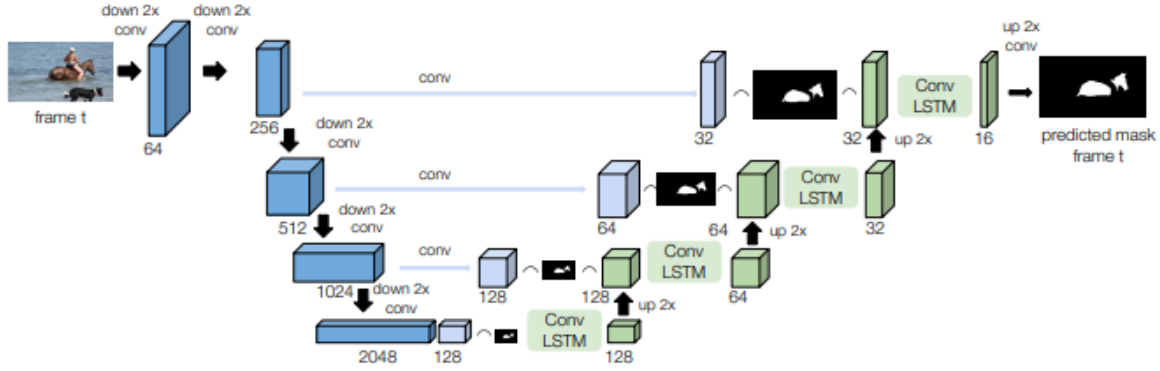 down 2x
conv
down 2x
conv
frame t
64
256
conv
32
32
Conv
LSTM
16
up 2x
conv
predicted mask
frame t
down 2x
conv
up 2x
512
conv
64
64
Conv
LSTM
32
down 2x
conv
up 2x
1024
conv
128
128
Conv
LSTM
64
down 2x
conv
up 2x
2048
128
Conv
LSTM
128